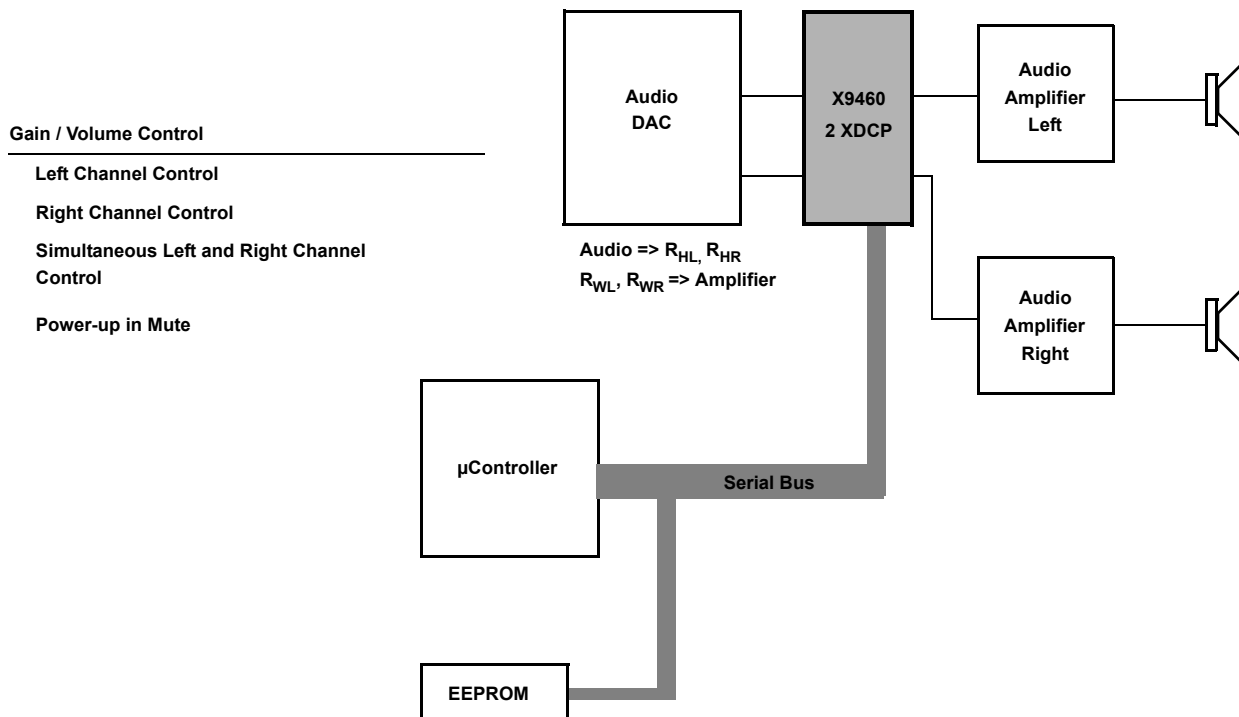 Gain / Volume Control
Left Channel Control
Right Channel Control
Simultaneous Left and Right Channel
Control
Power-up in Mute
Audio
DAC
X9460
2 XDCP
Audio
Amplifier
Left
Audio => RHL, RHR
RWL, RWR => Amplifier
Audio
Amplifier
Right
µController
Serial Bus
EEPROM